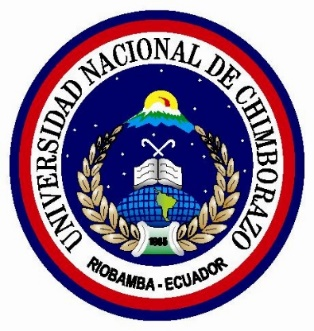 UNIVERSIDAD NACIONAL DE CHIMBORAZO
1995
RIOBAMBA - ECUADOR